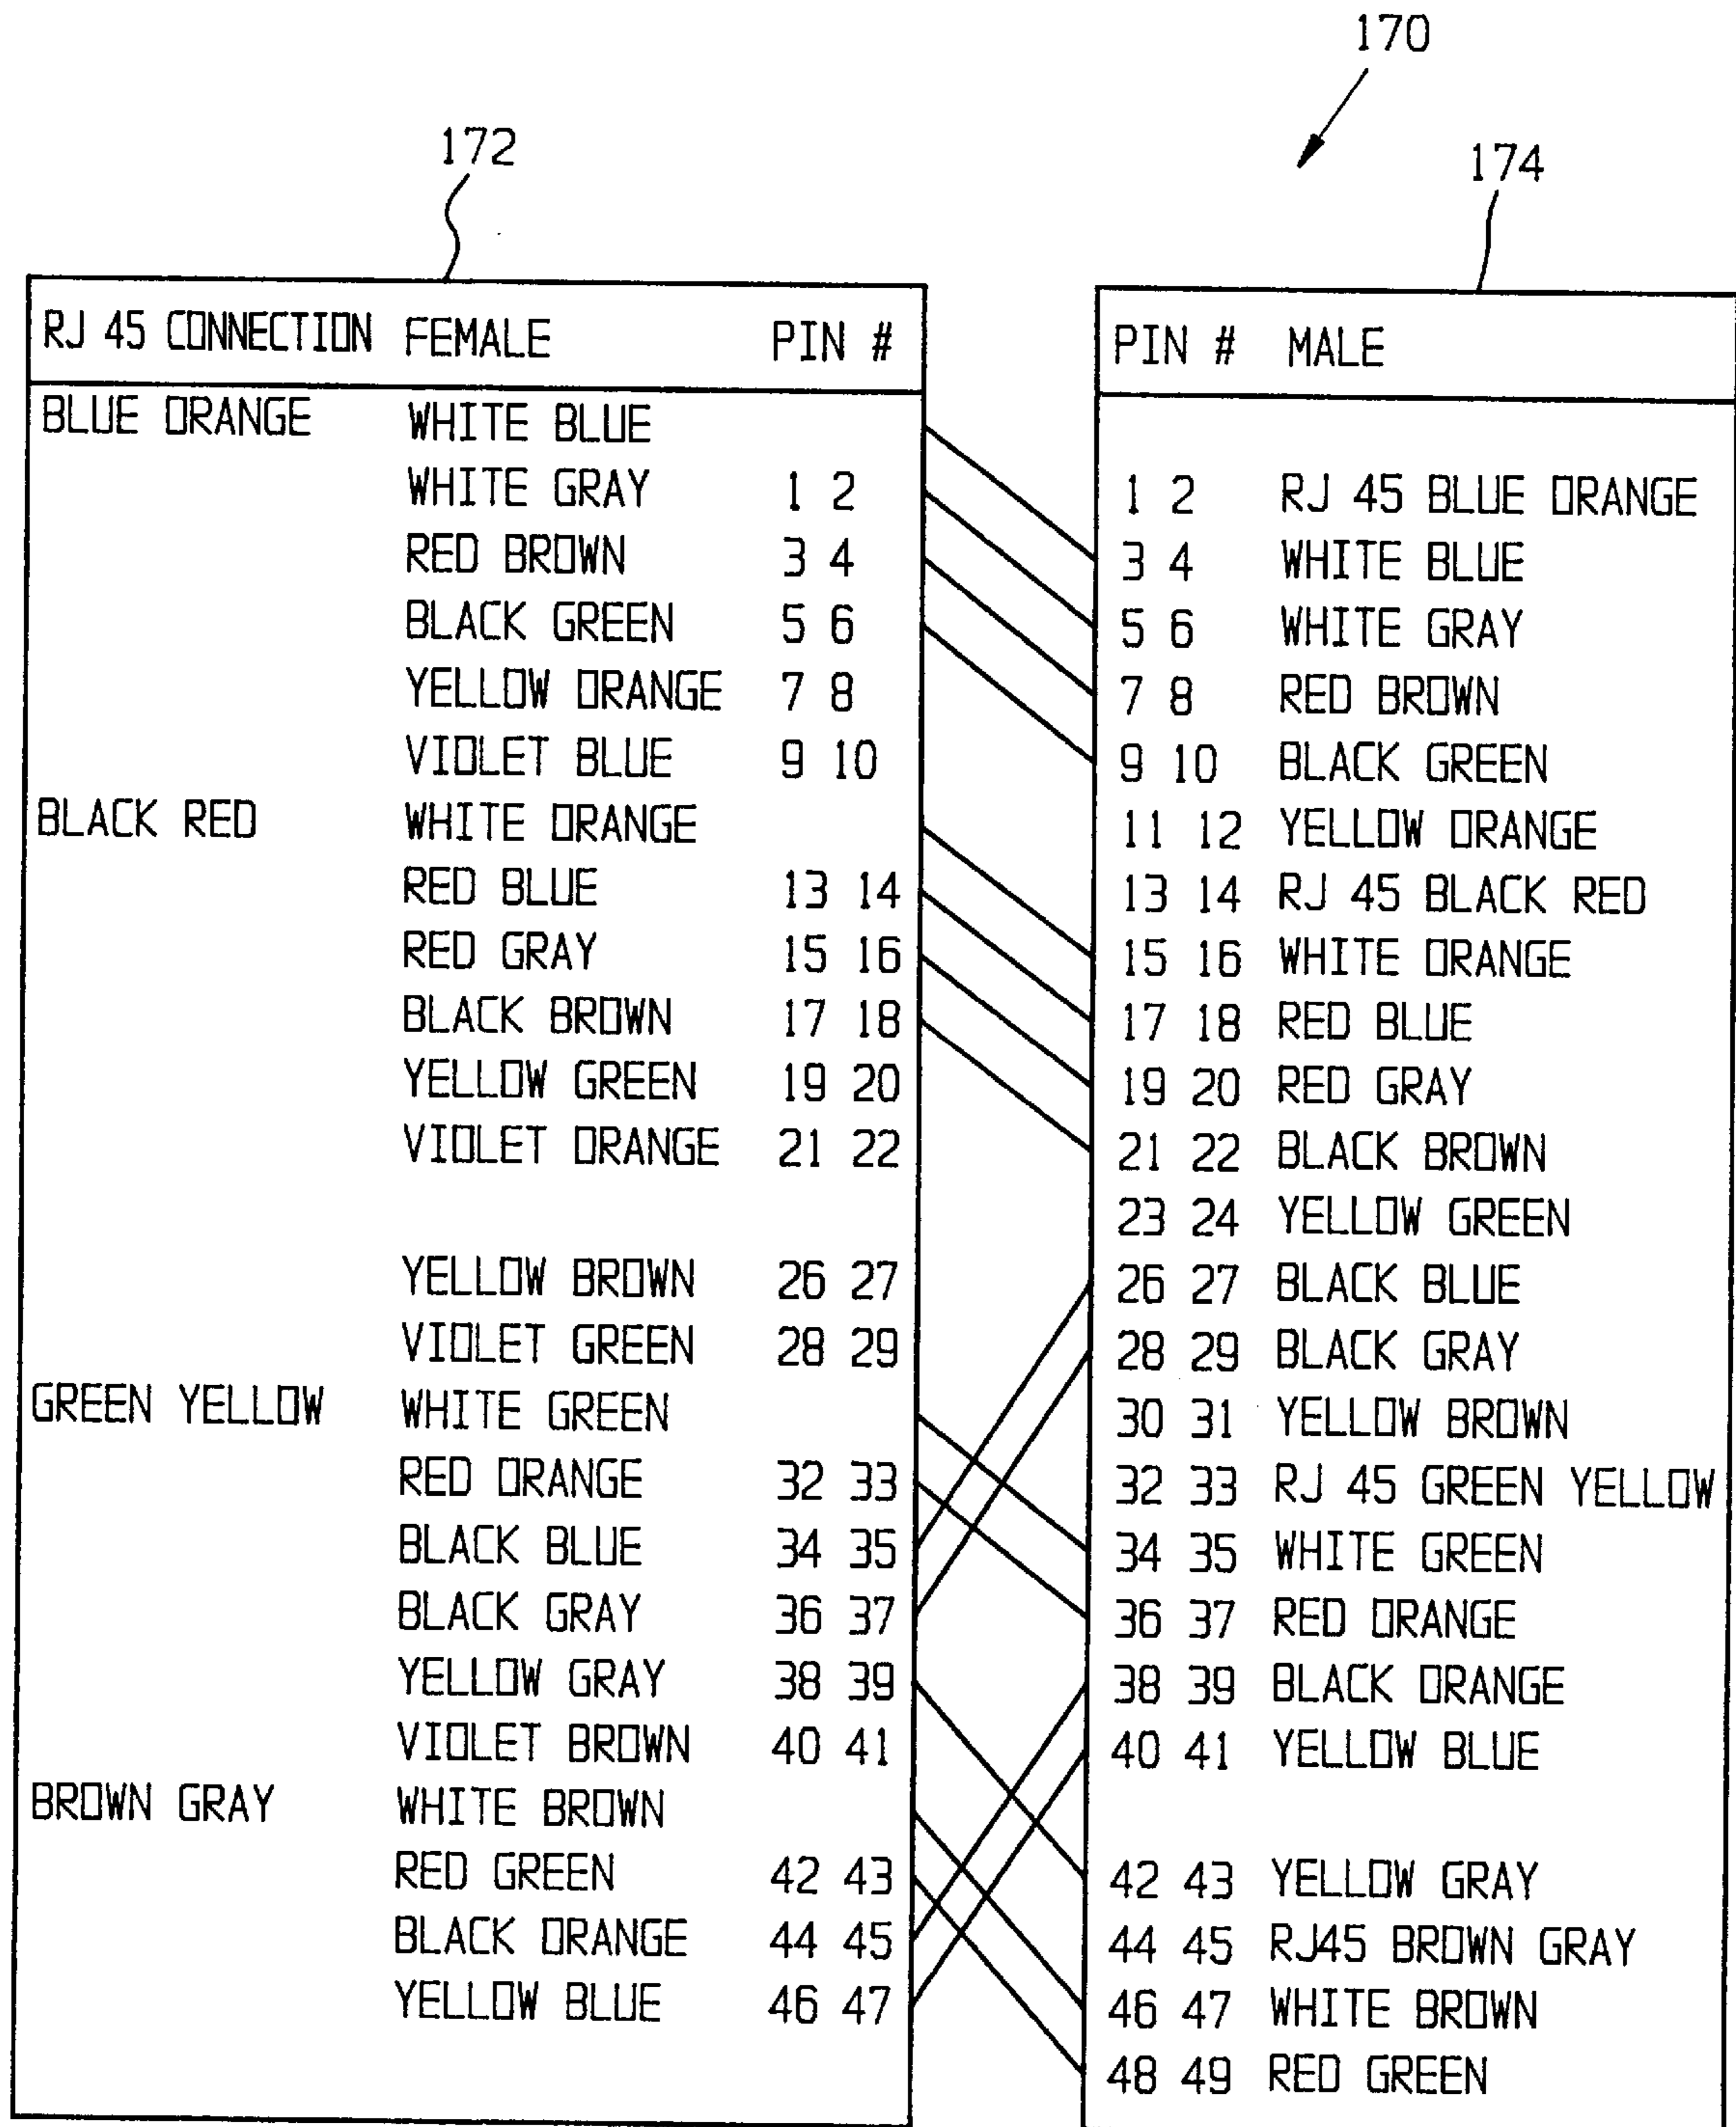 170
172
174
RJ 45 CONNECTION FEMALE PIN #
BLUE ORANGE WHITE BLUE
WHITE GRAY 1 2
RED BROWN 3 4
BLACK GREEN 5 6
YELLOW ORANGE 7 8
VIOLET BLUE 9 10
BLACK RED WHITE ORANGE
RED BLUE 13 14
RED GRAY 15 16
BLACK BROWN 17 18
YELLOW GREEN 19 20
VIOLET ORANGE 21 22
YELLOW BROWN 26 27
VIOLET GREEN 28 29
GREEN YELLOW WHITE GREEN
RED ORANGE 32 33
BLACK BLUE 34 35
BLACK GRAY 36 37
YELLOW GRAY 38 39
VIOLET BROWN 40 41
BROWN GRAY WHITE BROWN
RED GREEN 42 43
BLACK ORANGE 44 45
YELLOW BLUE 46 47
PIN # MALE
1 2 RJ 45 BLUE ORANGE
3 4 WHITE BLUE
5 6 WHITE GRAY
7 8 RED BROWN
9 10 BLACK GREEN
11 12 YELLOW ORANGE
13 14 RJ 45 BLACK RED
15 16 WHITE ORANGE
17 18 RED BLUE
19 20 RED GRAY
21 22 BLACK BROWN
23 24 YELLOW GREEN
26 27 BLACK BLUE
28 29 BLACK GRAY
30 31 YELLOW BROWN
32 33 RJ 45 GREEN YELLOW
34 35 WHITE GREEN
36 37 RED ORANGE
38 39 BLACK ORANGE
40 41 YELLOW BLUE
42 43 YELLOW GRAY
44 45 RJ45 BROWN GRAY
46 47 WHITE BROWN
48 49 RED GREEN